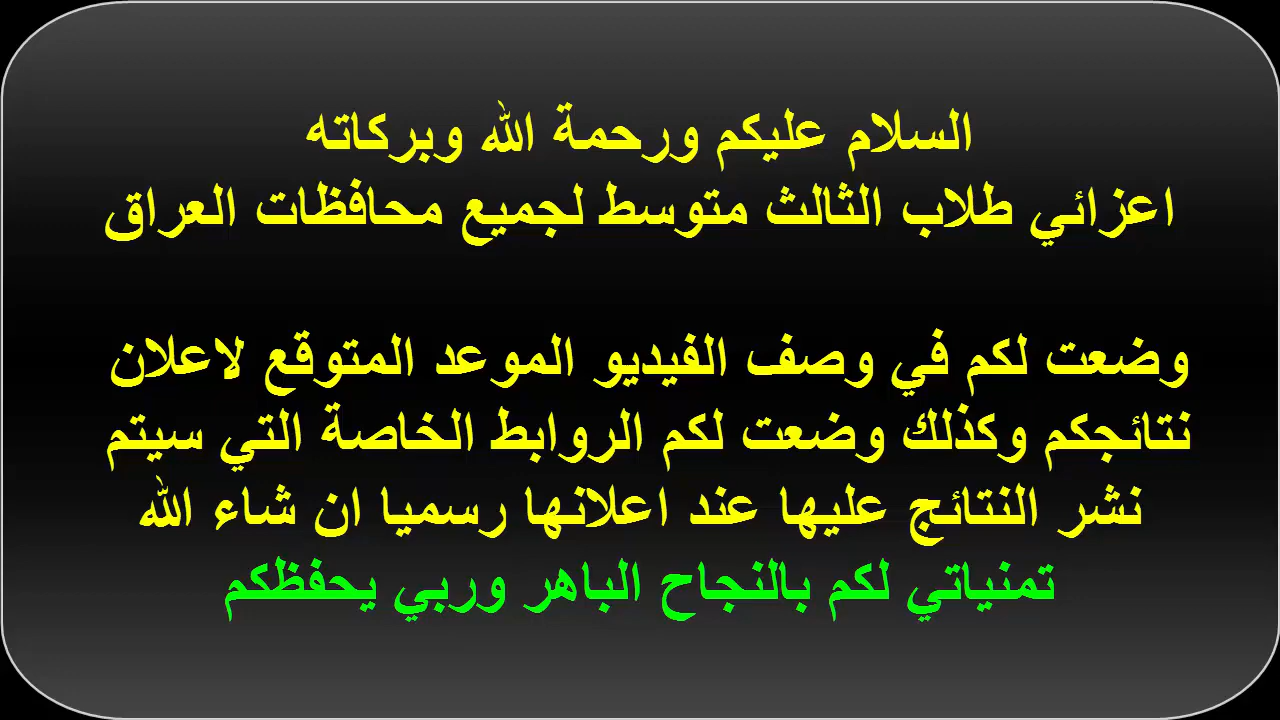 السلام عليكم ورحمة الله وبركاته
اعزائي طلاب الثالث متوسط لجميع محافظات العراق
وضعت لكم في وصف الفيديو الموعد المتوقع لاعلان
نتائجكم وكذلك وضعت لكم الروابط الخاصة التي سيتم
نشر النتائج عليها عند اعلانها رسميا ان شاء الله
تمنياتي لكم بالنجاح الباهر وربي يحفظكم